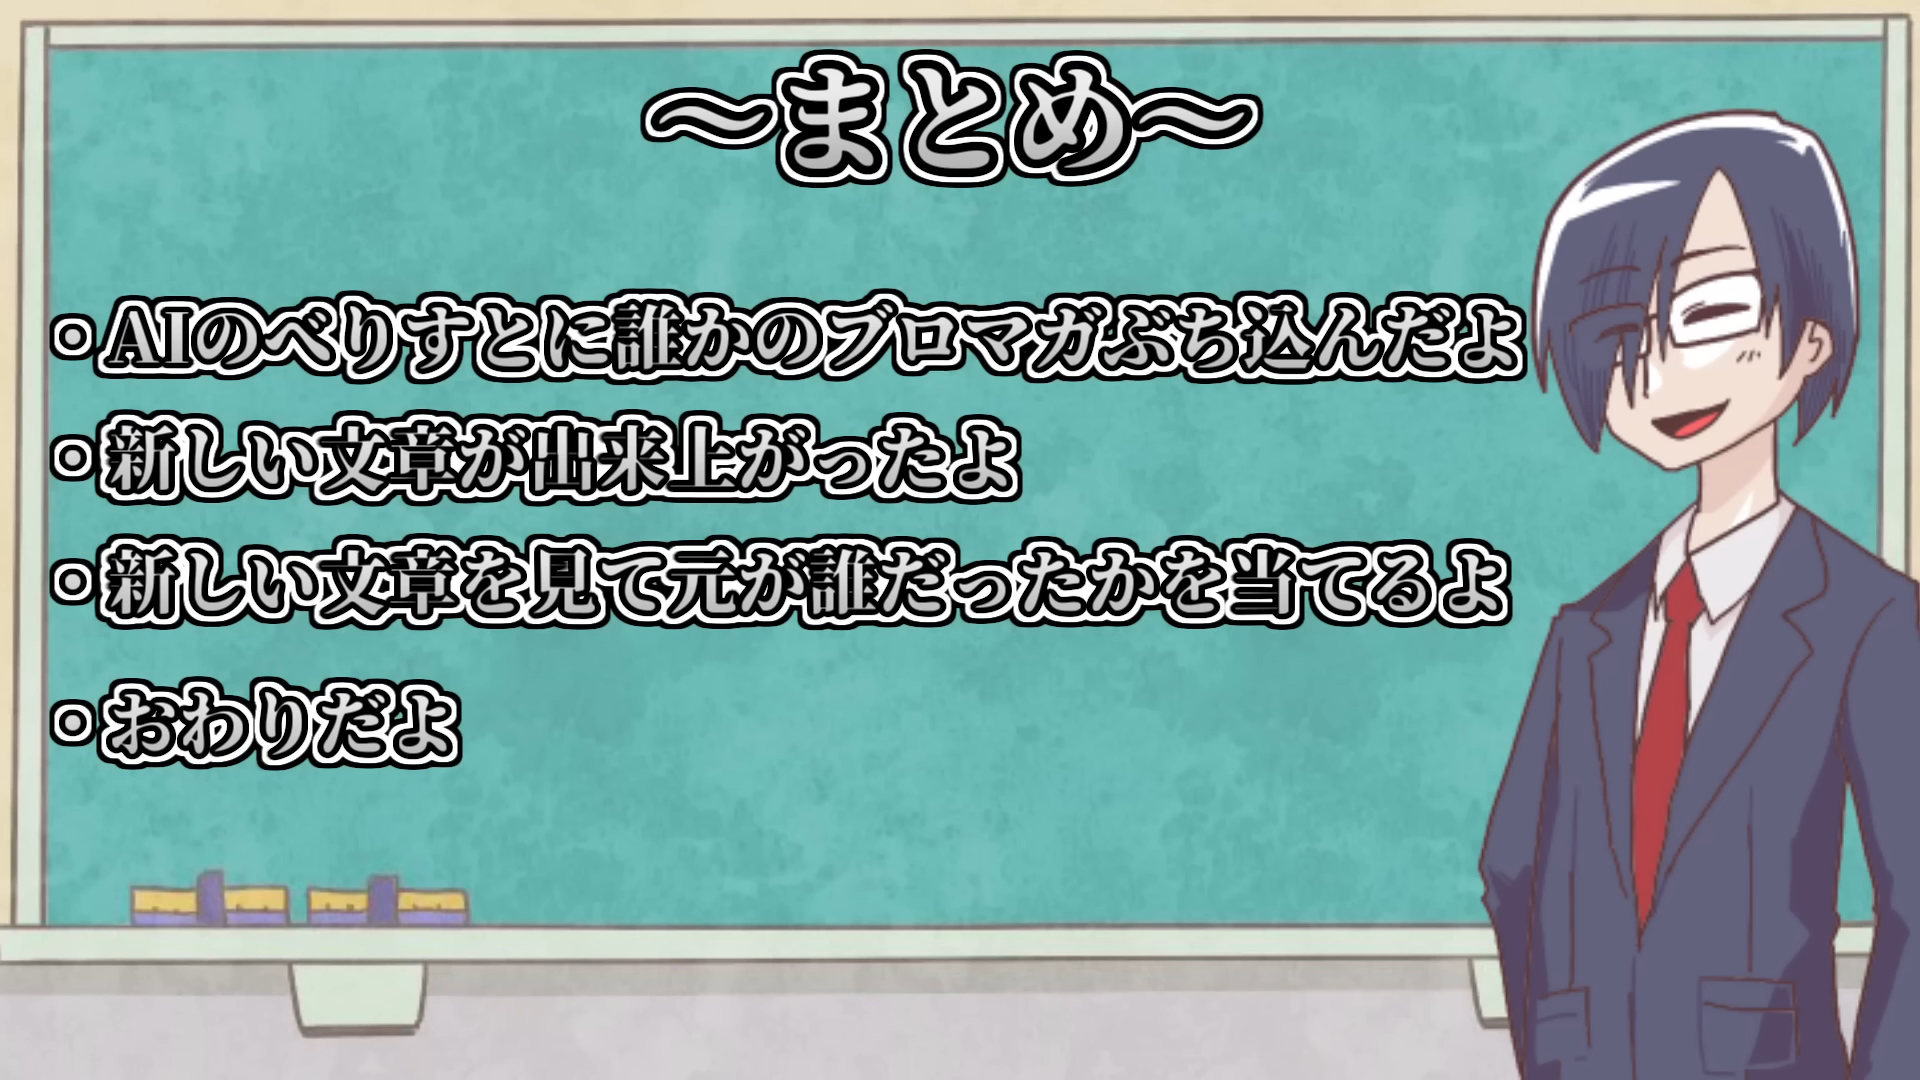 ～まとめ～
・AIのべりすとに誰かのブロマガぶち込んだよ
・新しい文章が出来上がったよ
・新しい文章を見て元が誰だったかを当てるよ
・おわりだよ